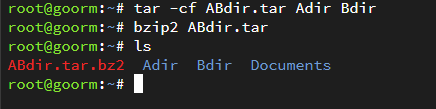 root@goorm:~# tar -cf ABdir.tar Adir Bdir
root@goorm:~# bzip2 ABdir.tar
root@goorm:~# ls
ABdir.tar.bz2  Adir  Bdir  Documents
root@goorm:~#